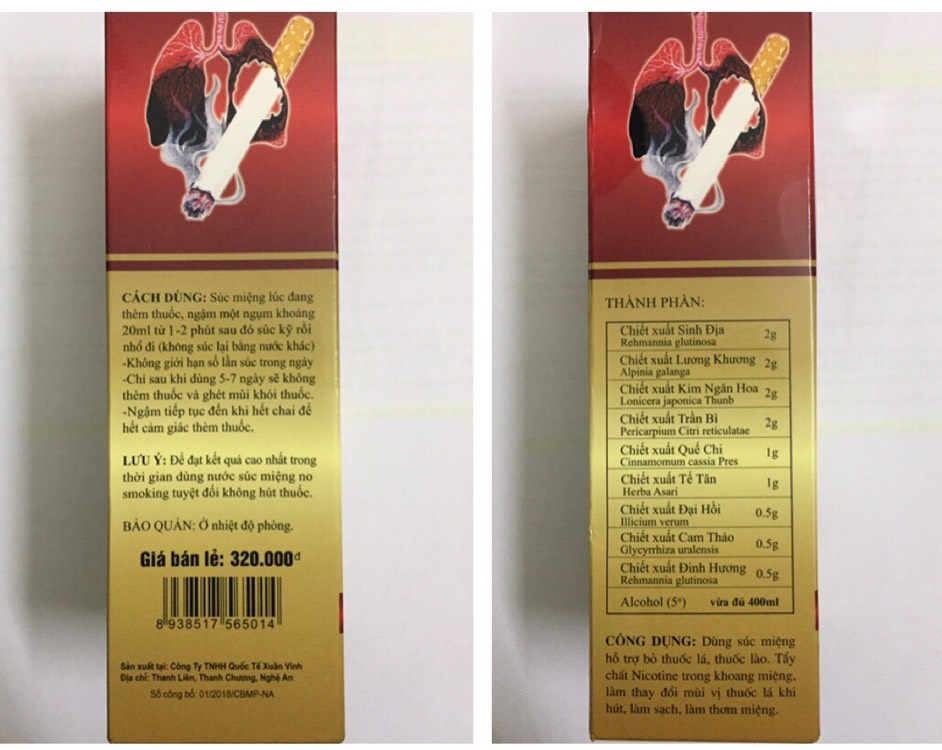 CÁCH DÙNG: Súc miệng lúc đang
thèm thuốc, ngậm một ngụm khoảng
20ml từ 1-2 phút sau đó súc kỹ rồi
nhổ đi (không súc lại bằng nước khác)
-Không giới hạn số lần súc trong ngày
-Chỉ sau khi dùng 5-7 ngày sẽ không
thèm thuốc và ghét mùi khói thuốc.
-Ngậm tiếp tục đến khi hết chai để
hết cảm giác thèm thuốc.
LƯU Ý: Để đạt kết quả cao nhất trong
thời gian dùng nước súc miệng no
smoking tuyệt đối không hút thuốc.
BẢO QUẢN: Ở nhiệt độ phòng.
Giá bán lẻ: 320.000đ
8 938517 565014
Sản xuất tại: Công Ty TNHH Quốc Tế Xuân Vinh
Địa chỉ: Thanh Liên, Thanh Chương, Nghệ An
Số công bố: 01/2018/CBMP-NA
THÀNH PHẦN:
Chiết xuất Sinh Địa 2g
Rehmannia glutinosa
Chiết xuất Lương Khương 2g
Alpinia galanga
Chiết xuất Kim Ngân Hoa 2g
Lonicera japonica Thunb
Chiết xuất Trần Bì 2g
Pericarpium Citri reticulatae
Chiết xuất Quế Chi 1g
Cinnamomum cassia Pres
Chiết xuất Tế Tân 1g
Herba Asari
Chiết xuất Đại Hồi 0.5g
Illicium verum
Chiết xuất Cam Thảo 0.5g
Glycyrrhiza uralensis
Chiết xuất Đinh Hương 0.5g
Rehmannia glutinosa
Alcohol (5º) vừa đủ 400ml
CÔNG DỤNG: Dùng súc miệng
hỗ trợ bỏ thuốc lá, thuốc lào. Tẩy
chất Nicotine trong khoang miệng,
làm thay đổi mùi vị thuốc lá khi
hút, làm sạch, làm thơm miệng.